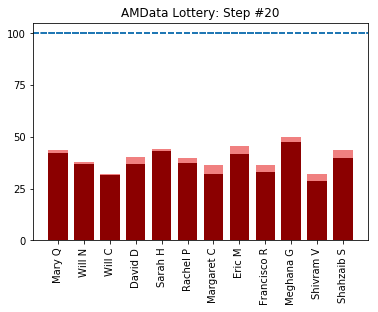 AMData Lottery: Step #20
100
75
50
25
0
Mary Q
Will N
Will C
David D
Sarah H
Rachel P
Margaret C
Eric M
Francisco R
Meghana G
Shivram V
Shahzaib S